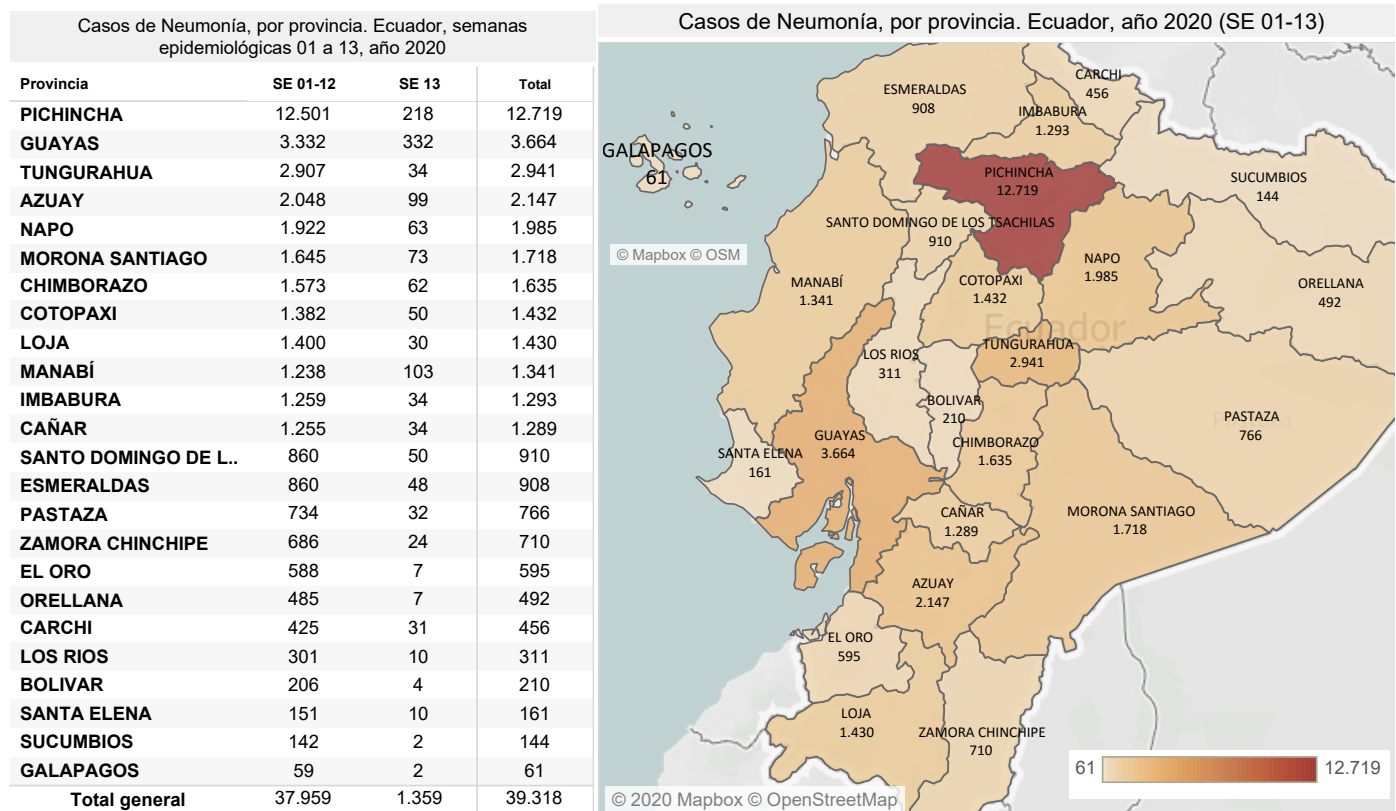 Casos de Neumonía, por provincia. Ecuador, semanas
epidemiológicas 01 a 13, año 2020
Provincia SE 01-12 SE 13 Total
PICHINCHA 12.501 218 12.719
GUAYAS 3.332 332 3.664
TUNGURAHUA 2.907 34 2.941
AZUAY 2.048 99 2.147
NAPO 1.922 63 1.985
MORONA SANTIAGO 1.645 73 1.718
CHIMBORAZO 1.573 62 1.635
COTOPAXI 1.382 50 1.432
LOJA 1.400 30 1.430
MANABÍ 1.238 103 1.341
IMBABURA 1.259 34 1.293
CAÑAR 1.255 34 1.289
SANTO DOMINGO DE L.. 860 50 910
ESMERALDAS 860 48 908
PASTAZA 734 32 766
ZAMORA CHINCHIPE 686 24 710
EL ORO 588 7 595
ORELLANA 485 7 492
CARCHI 425 31 456
LOS RIOS 301 10 311
BOLIVAR 206 4 210
SANTA ELENA 151 10 161
SUCUMBIOS 142 2 144
GALAPAGOS 59 2 61
Total general 37.959 1.359 39.318
Casos de Neumonía, por provincia. Ecuador, año 2020 (SE 01-13)
CARCHI
456
ESMERALDAS
908
IMBABURA
1.293
GALAPAGOS
61
PICHINCHA
12.719
SUCUMBIOS
144
SANTO DOMINGO DE LOS TSACHILAS
910
© Mapbox © OSM
NAPO
1.985
MANABÍ
1.341
COTOPAXI
1.432
ORELLANA
492
Ecuador
TUNGURAHUA
2.941
LOS RIOS
311
BOLIVAR
210
PASTAZA
766
GUAYAS
3.664
CHIMBORAZO
1.635
SANTA ELENA
161
CAÑAR
1.289
MORONA SANTIAGO
1.718
AZUAY
2.147
EL ORO
595
LOJA
1.430
ZAMORA CHINCHIPE
710
61 12.719
© 2020 Mapbox © OpenStreetMap